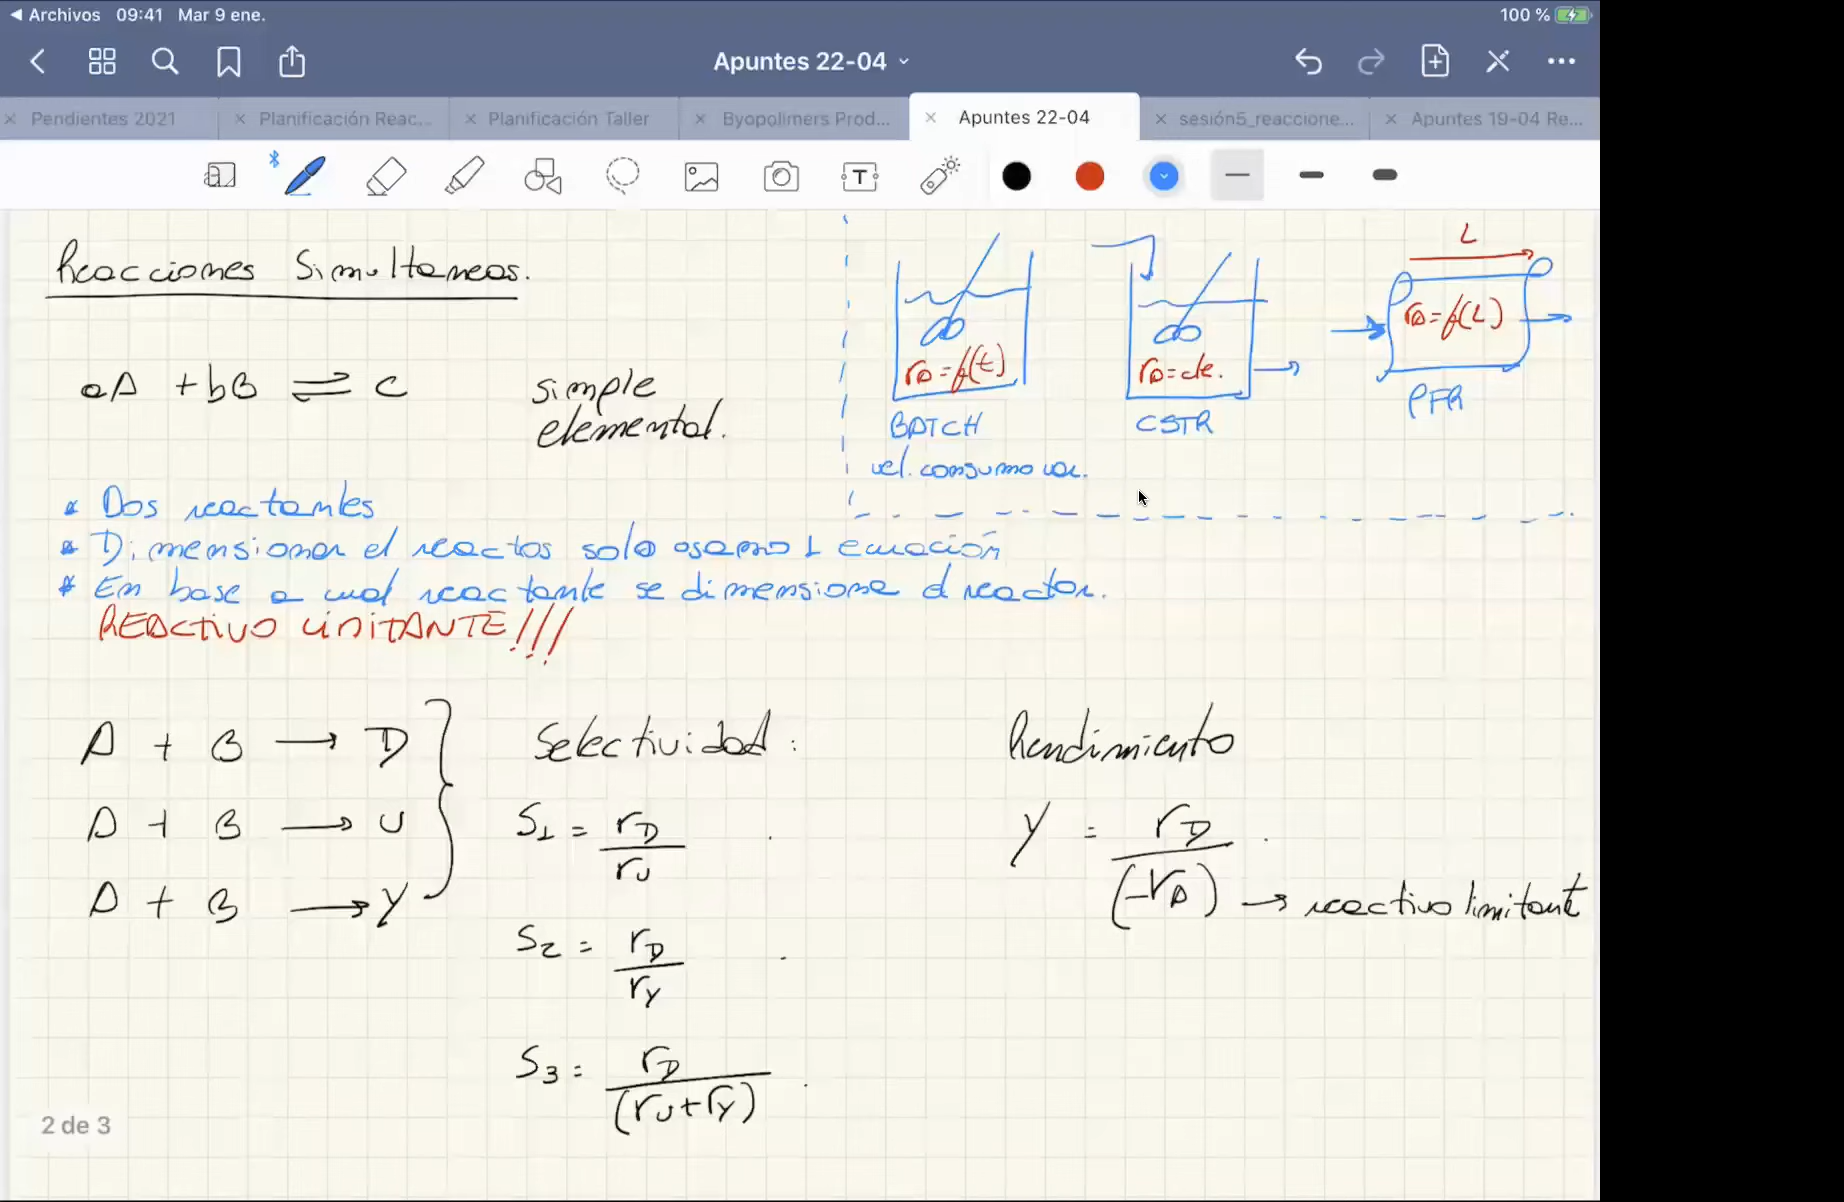 Archivos 09:41 Mar 9 ene. 100 %
Apuntes 22-04
Pendientes 2021
Planificación Reac...
Planificación Taller
Byopolimers Prod...
Apuntes 22-04
sesión5_reaccione...
Apuntes 19-04 Re...
Reacciones Simultaneas.
aA + bB ⇌ C
simple
elemental.
rA = f(t)
BATCH
vel. consumo var.
rA = cte.
CSTR
L
rA = f(L)
PFR
* Dos reactantes
* Dimensionar el reactor solo usamo 1 ecuación
* En base a cual reactante se dimensiona el reactor.
REACTIVO LIMITANTE!!!
A + B → D
A + B → U
A + B → Y
Selectividad :
S1 = rD / rU
S2 = rD / rY
S3 = rD / (rU + rY)
Rendimiento
Y = rD / (-rA) → reactivo limitante
2 de 3